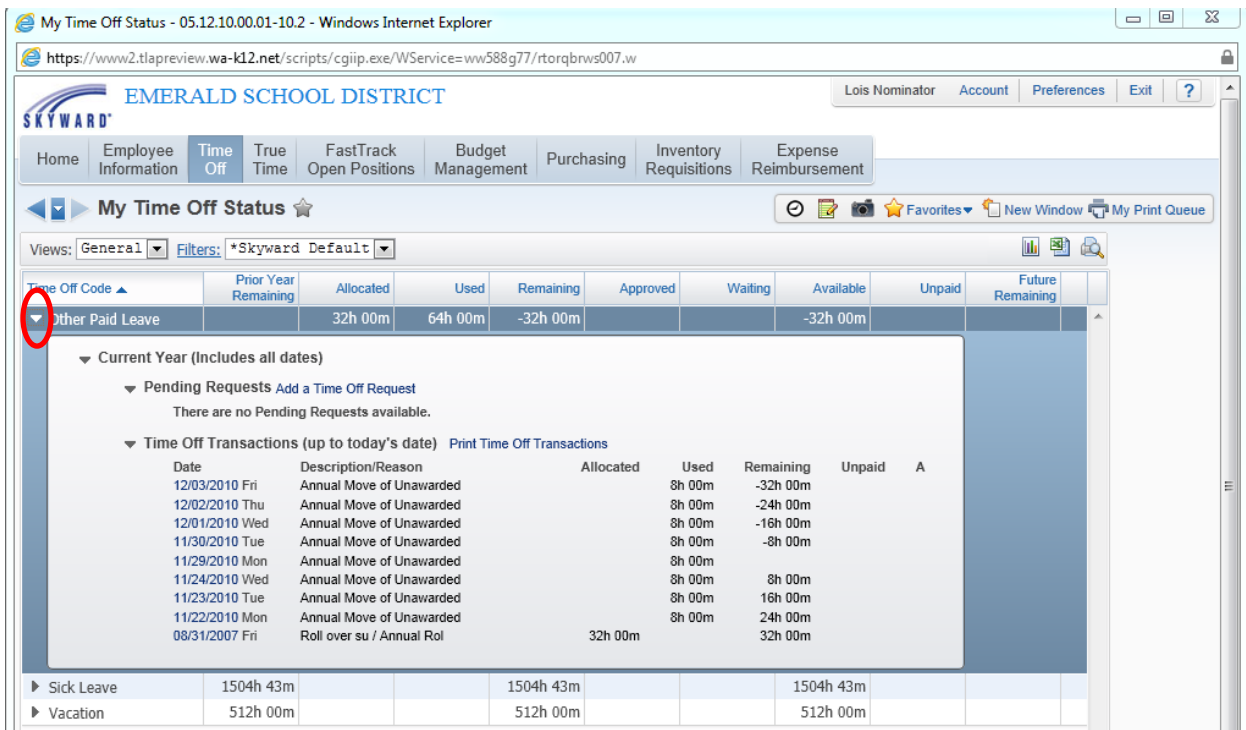 My Time Off Status - 05.12.10.00.01-10.2 - Windows Internet Explorer
https://www2.tlapreview.wa-k12.net/scripts/cgiip.exe/WService=ww588g77/rtorqbrws007.w
SKYWARD®
EMERALD SCHOOL DISTRICT
Lois Nominator Account Preferences Exit ?
Home Employee Information Time Off True Time FastTrack Open Positions Budget Management Purchasing Inventory Requisitions Expense Reimbursement
My Time Off Status Favorites New Window My Print Queue
Views: General Filters: *Skyward Default
Time Off Code Prior Year Remaining Allocated Used Remaining Approved Waiting Available Unpaid Future Remaining
Other Paid Leave 32h 00m 64h 00m -32h 00m -32h 00m
Current Year (Includes all dates)
Pending Requests Add a Time Off Request
There are no Pending Requests available.
Time Off Transactions (up to today's date) Print Time Off Transactions
Date Description/Reason Allocated Used Remaining Unpaid A
12/03/2010 Fri Annual Move of Unawarded 8h 00m -32h 00m
12/02/2010 Thu Annual Move of Unawarded 8h 00m -24h 00m
12/01/2010 Wed Annual Move of Unawarded 8h 00m -16h 00m
11/30/2010 Tue Annual Move of Unawarded 8h 00m -8h 00m
11/29/2010 Mon Annual Move of Unawarded 8h 00m
11/24/2010 Wed Annual Move of Unawarded 8h 00m 8h 00m
11/23/2010 Tue Annual Move of Unawarded 8h 00m 16h 00m
11/22/2010 Mon Annual Move of Unawarded 8h 00m 24h 00m
08/31/2007 Fri Roll over su / Annual Rol 32h 00m 32h 00m
Sick Leave 1504h 43m 1504h 43m 1504h 43m
Vacation 512h 00m 512h 00m 512h 00m